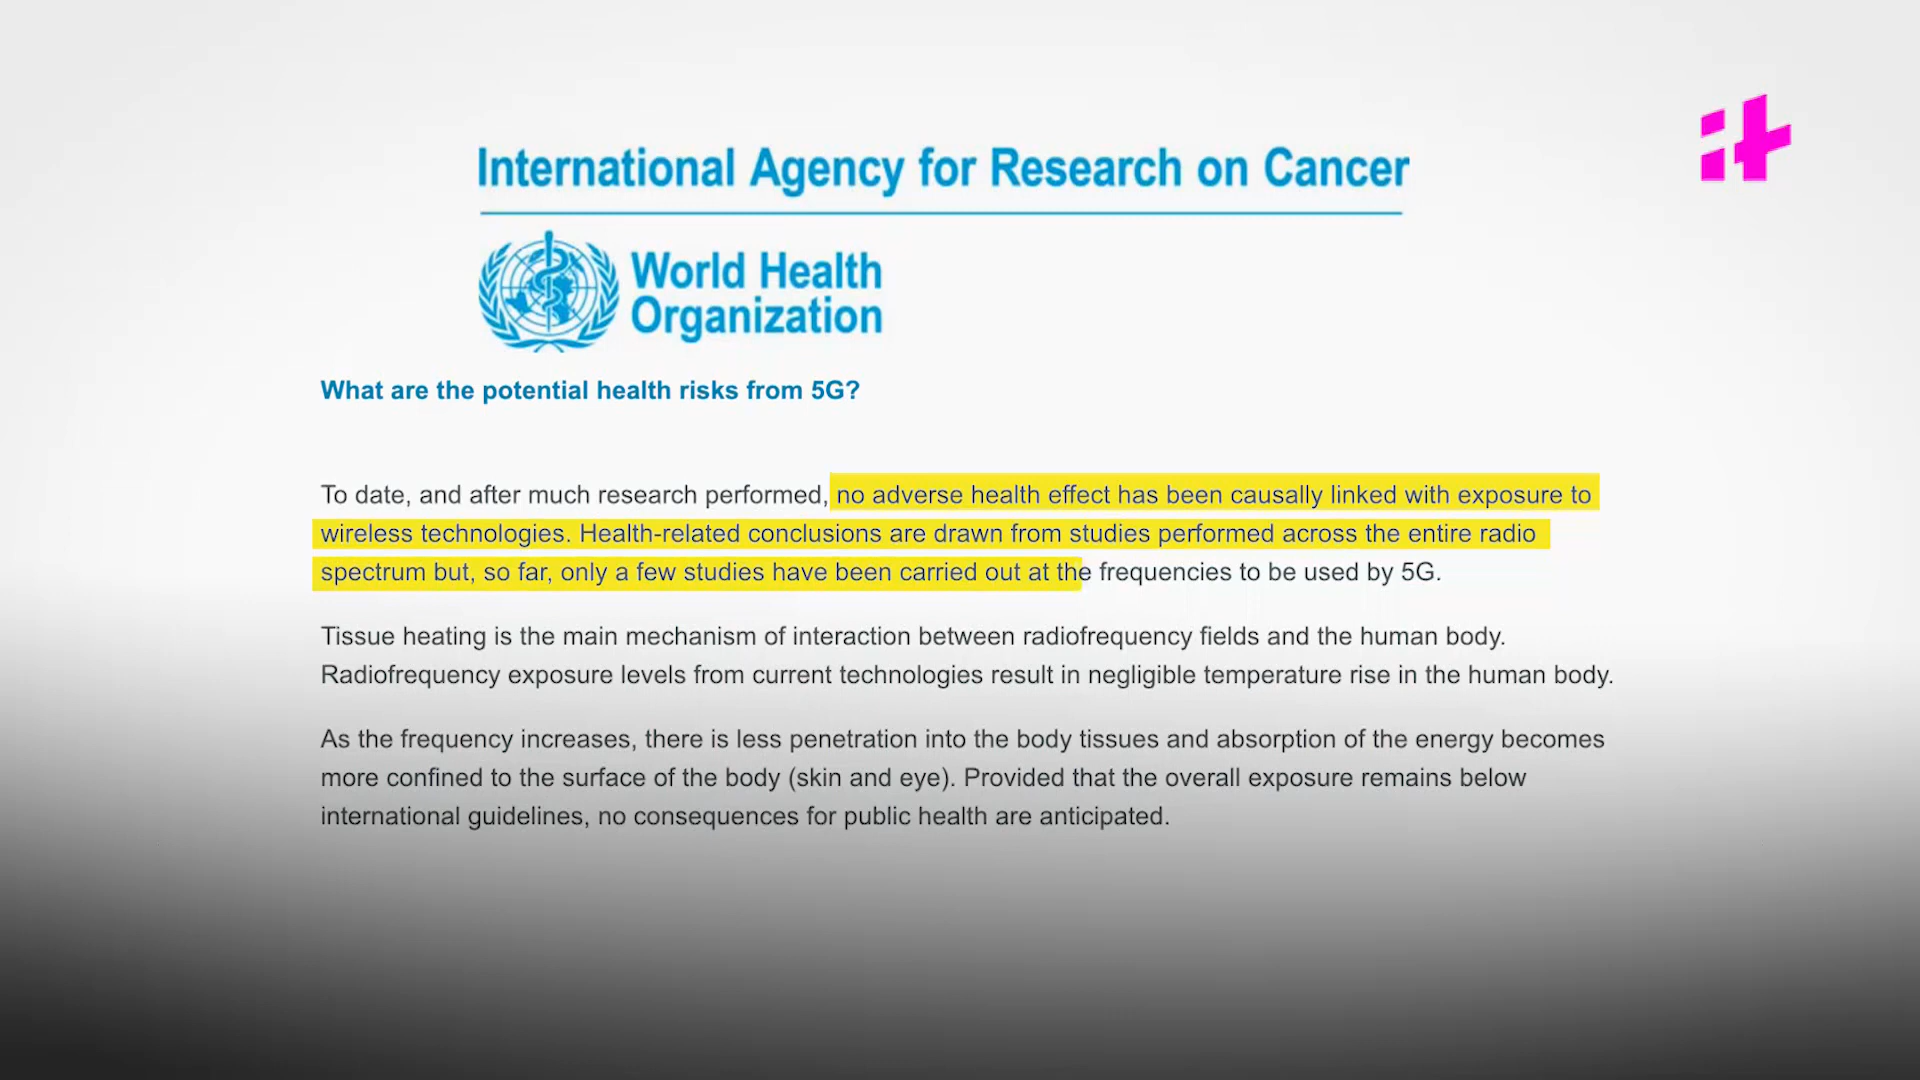 International Agency for Research on Cancer
World Health
Organization
What are the potential health risks from 5G?
To date, and after much research performed, no adverse health effect has been causally linked with exposure to
wireless technologies. Health-related conclusions are drawn from studies performed across the entire radio
spectrum but, so far, only a few studies have been carried out at the frequencies to be used by 5G.
Tissue heating is the main mechanism of interaction between radiofrequency fields and the human body.
Radiofrequency exposure levels from current technologies result in negligible temperature rise in the human body.
As the frequency increases, there is less penetration into the body tissues and absorption of the energy becomes
more confined to the surface of the body (skin and eye). Provided that the overall exposure remains below
international guidelines, no consequences for public health are anticipated.
it